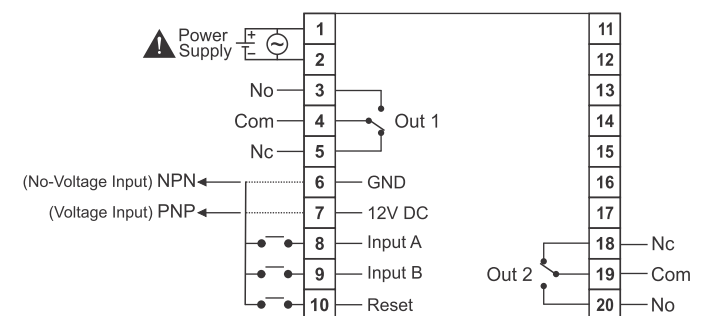 Power
Supply
+
−
~
1
2
No 3
Com 4 Out 1
Nc 5
(No-Voltage Input) NPN 6 GND
(Voltage Input) PNP 7 12V DC
8 Input A
9 Input B
10 Reset
11
12
13
14
15
16
17
18 Nc
Out 2 19 Com
20 No